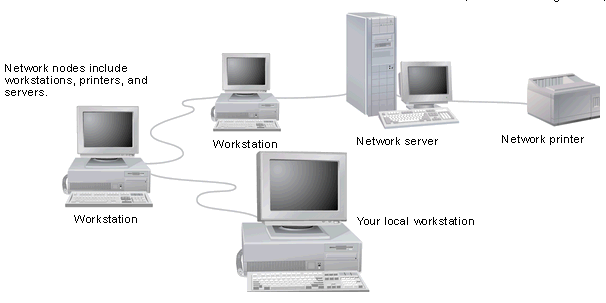 Network nodes include
workstations, printers, and
servers.
Workstation
Network server
Network printer
Workstation
Your local workstation